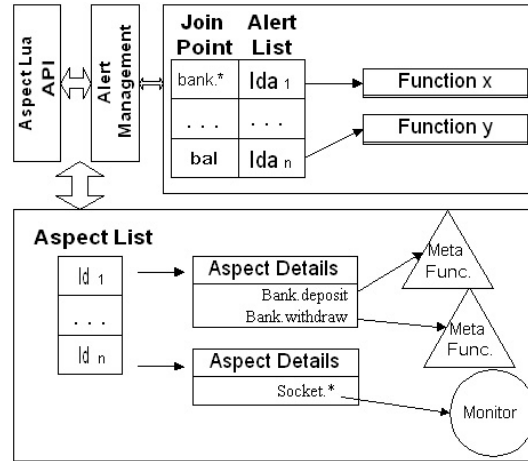 Aspect Lua
API
Alert
Management
Join
Point
Alert
List
bank.*
Ida 1
Function x
. . .
. . .
Function y
bal
Ida n
Aspect List
Id 1
. . .
Id n
Aspect Details
Bank.deposit
Bank.withdraw
Meta
Func.
Meta
Func.
Aspect Details
Socket.*
Monitor